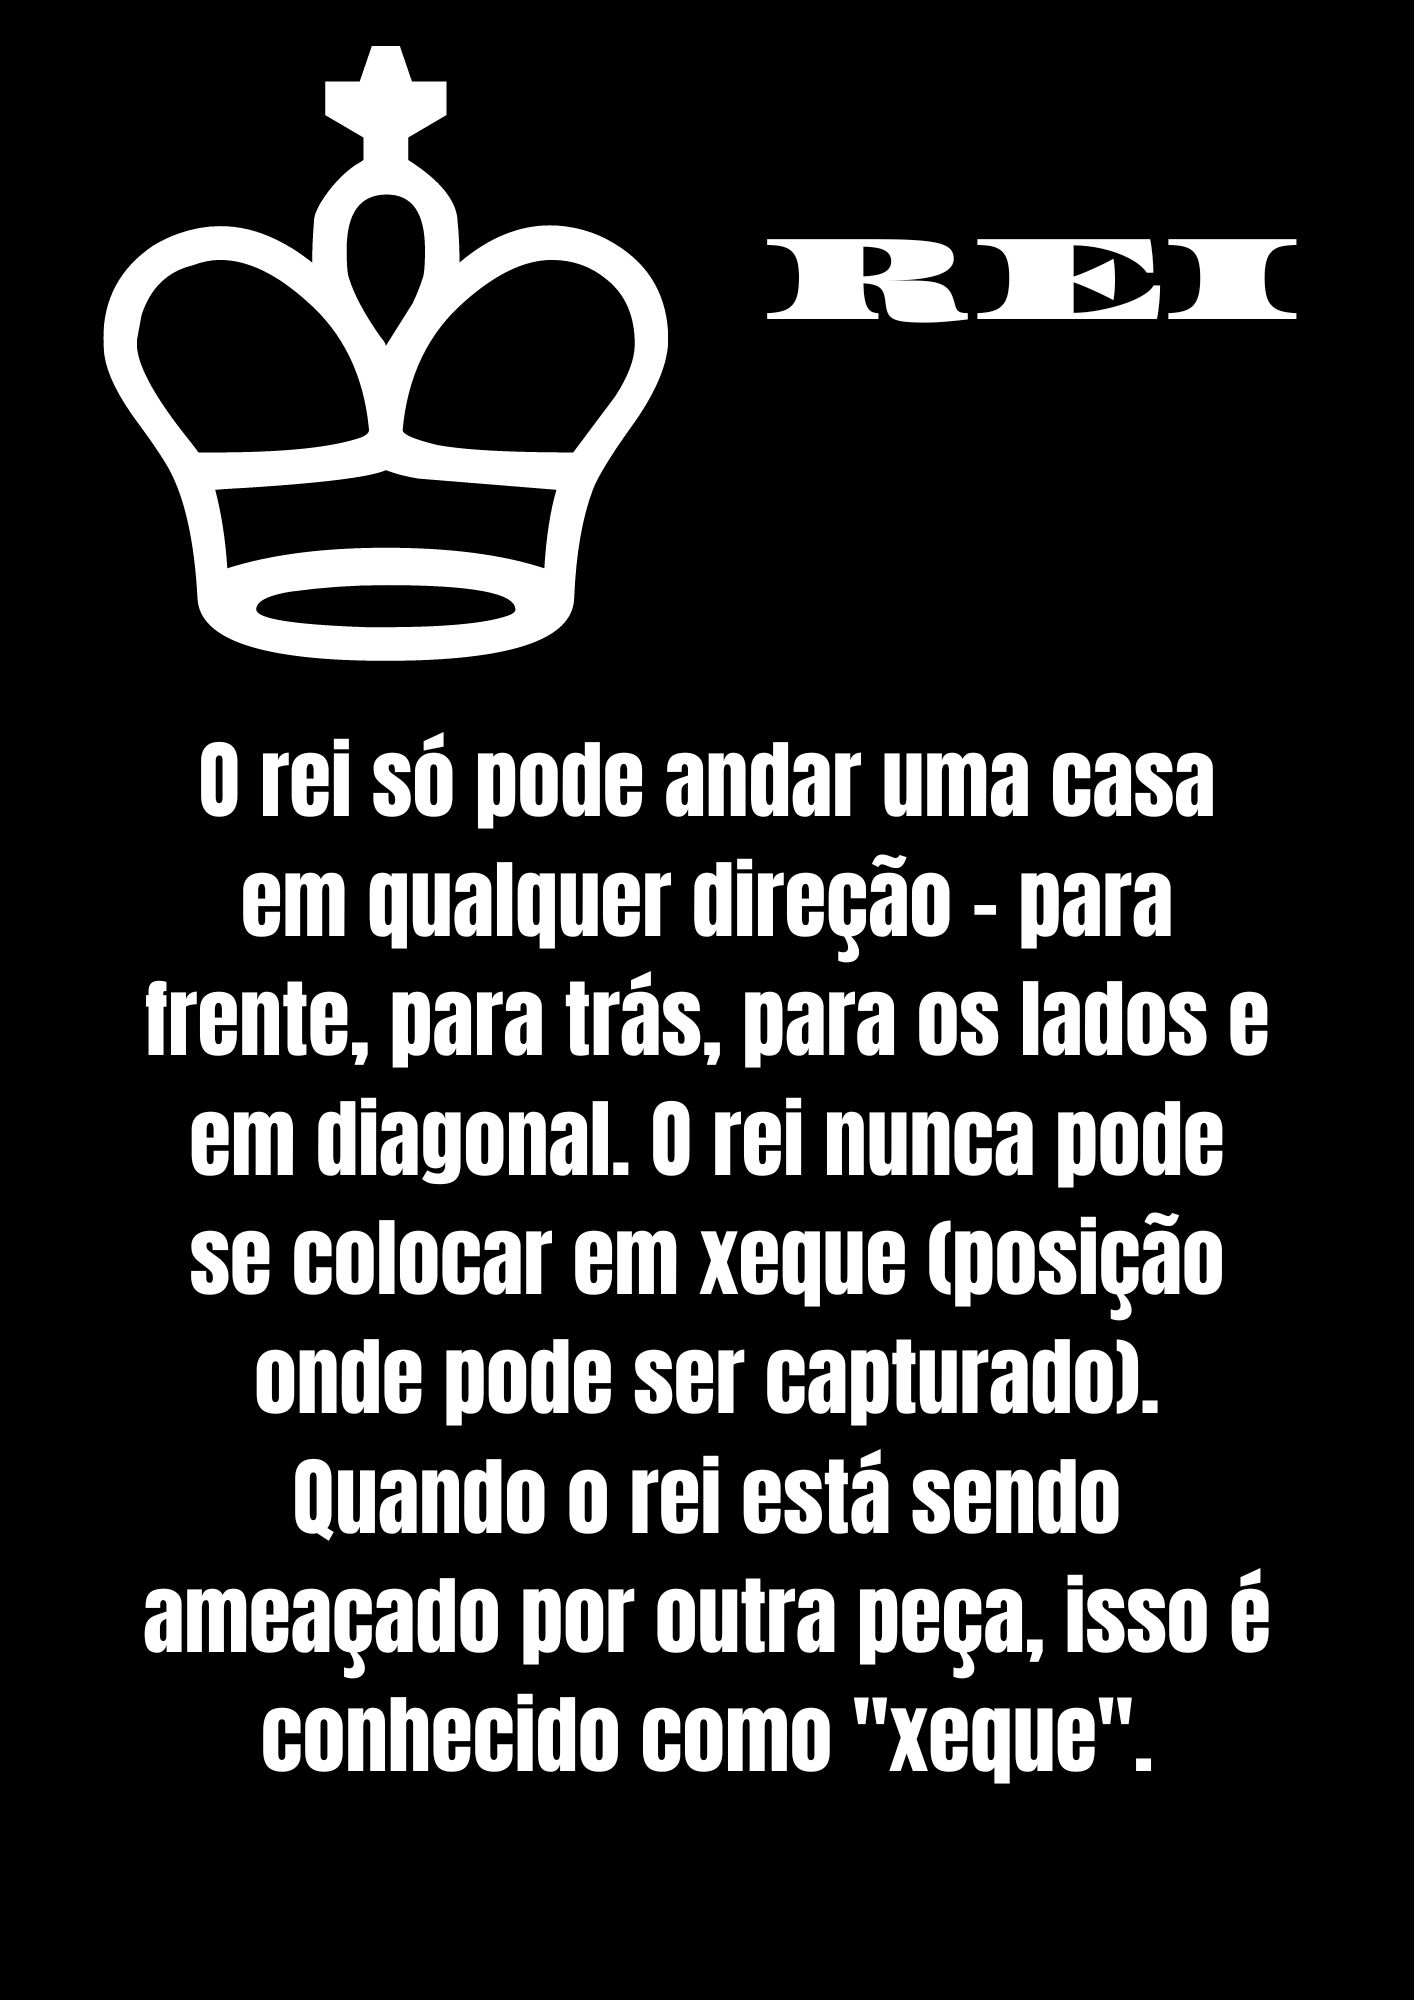 REI
O rei só pode andar uma casa
em qualquer direção - para
frente, para trás, para os lados e
em diagonal. O rei nunca pode
se colocar em xeque (posição
onde pode ser capturado).
Quando o rei está sendo
ameaçado por outra peça, isso é
conhecido como "xeque".